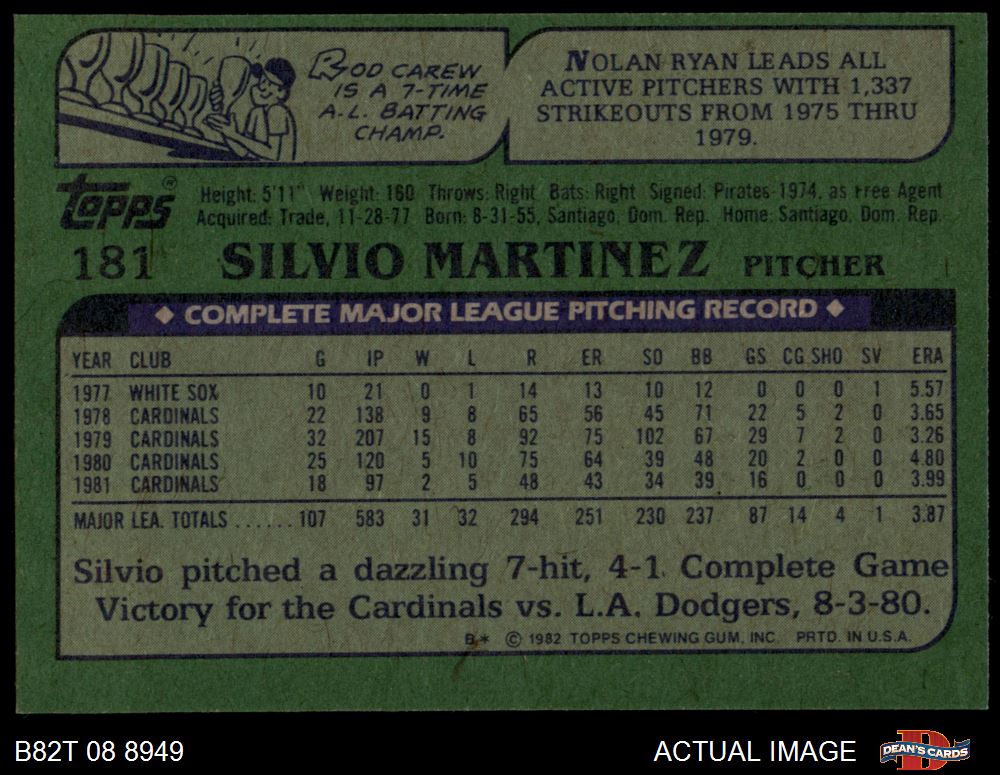 ROD CAREW
IS A 7-TIME
A.L. BATTING
CHAMP.
NOLAN RYAN LEADS ALL
ACTIVE PITCHERS WITH 1,337
STRIKEOUTS FROM 1975 THRU
1979.
Topps®
Height: 5'11" Weight: 160 Throws: Right Bats: Right Signed: Pirates-1974, as Free Agent
Acquired: Trade, 11-28-77 Born: 8-31-55, Santiago, Dom. Rep. Home: Santiago, Dom. Rep.
181 SILVIO MARTINEZ PITCHER
◆ COMPLETE MAJOR LEAGUE PITCHING RECORD ◆
YEAR CLUB G IP W L R ER SO BB GS CG SHO SV ERA
1977 WHITE SOX 10 21 0 1 14 13 10 12 0 0 0 1 5.57
1978 CARDINALS 22 138 9 8 65 56 45 71 22 5 2 0 3.65
1979 CARDINALS 32 207 15 8 92 75 102 67 29 7 2 0 3.26
1980 CARDINALS 25 120 5 10 75 64 39 48 20 2 0 0 4.80
1981 CARDINALS 18 97 2 5 48 43 34 39 16 0 0 0 3.99
MAJOR LEA. TOTALS ...... 107 583 31 32 294 251 230 237 87 14 4 1 3.87
Silvio pitched a dazzling 7-hit, 4-1. Complete Game
Victory for the Cardinals vs. L.A. Dodgers, 8-3-80.
B* © 1982 TOPPS CHEWING GUM, INC. PRTD. IN U.S.A.
B82T 08 8949 ACTUAL IMAGE DEAN'S CARDS